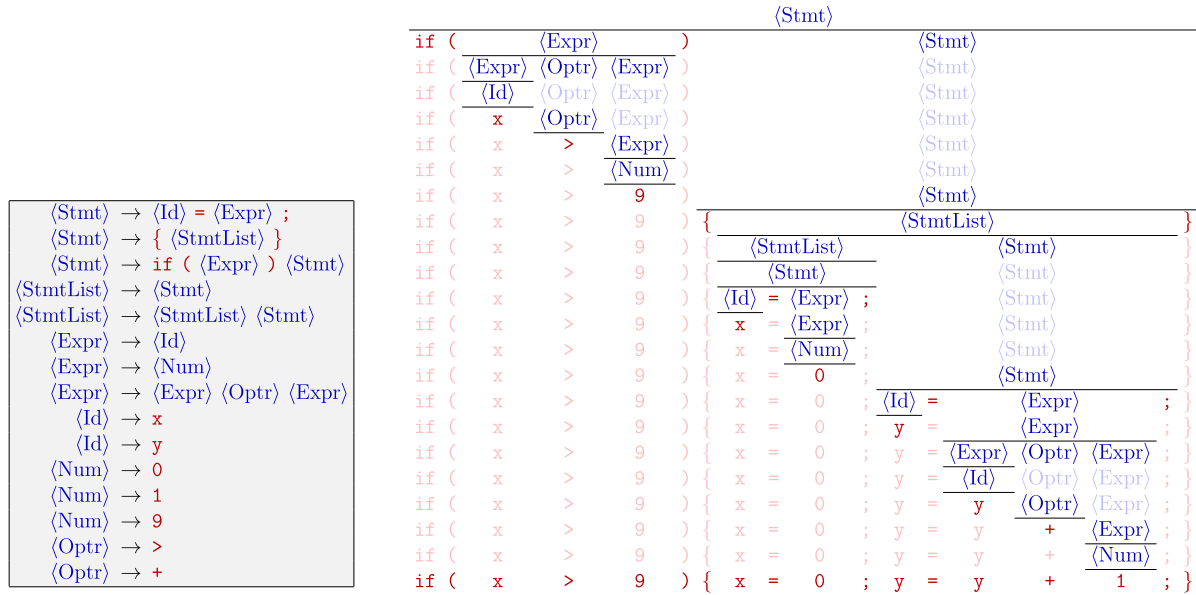 ⟨Stmt⟩
if ( ⟨Expr⟩ ) ⟨Stmt⟩
if ( ⟨Expr⟩ ⟨Optr⟩ ⟨Expr⟩ ) ⟨Stmt⟩
if ( ⟨Id⟩ ⟨Optr⟩ ⟨Expr⟩ ) ⟨Stmt⟩
if ( x ⟨Optr⟩ ⟨Expr⟩ ) ⟨Stmt⟩
if ( x > ⟨Expr⟩ ) ⟨Stmt⟩
if ( x > ⟨Num⟩ ) ⟨Stmt⟩
if ( x > 9 ) ⟨Stmt⟩
if ( x > 9 ) { ⟨StmtList⟩ }
if ( x > 9 ) { ⟨StmtList⟩ ⟨Stmt⟩ }
if ( x > 9 ) { ⟨Stmt⟩ ⟨Stmt⟩ }
if ( x > 9 ) { ⟨Id⟩ = ⟨Expr⟩ ; ⟨Stmt⟩ }
if ( x > 9 ) { x = ⟨Expr⟩ ; ⟨Stmt⟩ }
if ( x > 9 ) { x = ⟨Num⟩ ; ⟨Stmt⟩ }
if ( x > 9 ) { x = 0 ; ⟨Stmt⟩ }
if ( x > 9 ) { x = 0 ; ⟨Id⟩ = ⟨Expr⟩ ; }
if ( x > 9 ) { x = 0 ; y = ⟨Expr⟩ ; }
if ( x > 9 ) { x = 0 ; y = ⟨Expr⟩ ⟨Optr⟩ ⟨Expr⟩ ; }
if ( x > 9 ) { x = 0 ; y = ⟨Id⟩ ⟨Optr⟩ ⟨Expr⟩ ; }
if ( x > 9 ) { x = 0 ; y = y ⟨Optr⟩ ⟨Expr⟩ ; }
if ( x > 9 ) { x = 0 ; y = y + ⟨Expr⟩ ; }
if ( x > 9 ) { x = 0 ; y = y + ⟨Num⟩ ; }
if ( x > 9 ) { x = 0 ; y = y + 1 ; }
⟨Stmt⟩ → ⟨Id⟩ = ⟨Expr⟩ ;
⟨Stmt⟩ → { ⟨StmtList⟩ }
⟨Stmt⟩ → if ( ⟨Expr⟩ ) ⟨Stmt⟩
⟨StmtList⟩ → ⟨Stmt⟩
⟨StmtList⟩ → ⟨StmtList⟩ ⟨Stmt⟩
⟨Expr⟩ → ⟨Id⟩
⟨Expr⟩ → ⟨Num⟩
⟨Expr⟩ → ⟨Expr⟩ ⟨Optr⟩ ⟨Expr⟩
⟨Id⟩ → x
⟨Id⟩ → y
⟨Num⟩ → 0
⟨Num⟩ → 1
⟨Num⟩ → 9
⟨Optr⟩ → >
⟨Optr⟩ → +